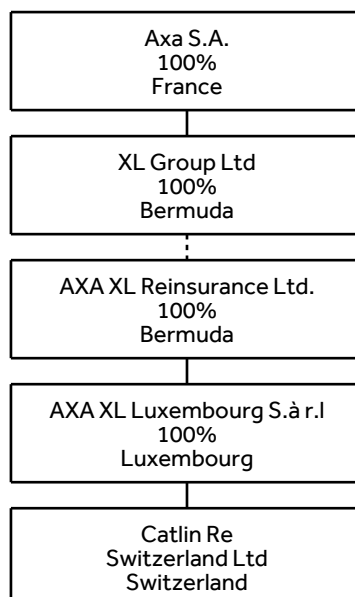 Axa S.A.
100%
France
XL Group Ltd
100%
Bermuda
AXA XL Reinsurance Ltd.
100%
Bermuda
AXA XL Luxembourg S.à r.l
100%
Luxembourg
Catlin Re
Switzerland Ltd
Switzerland